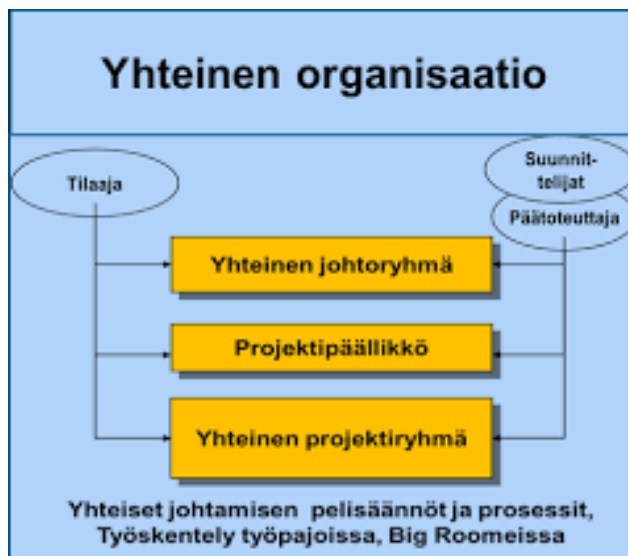 Yhteinen organisaatio
Tilaaja
Suunnit-
telijat
Päätoteuttaja
Yhteinen johtoryhmä
Projektipäällikkö
Yhteinen projektiryhmä
Yhteiset johtamisen pelisäännöt ja prosessit,
Työskentely työpajoissa, Big Roomeissa